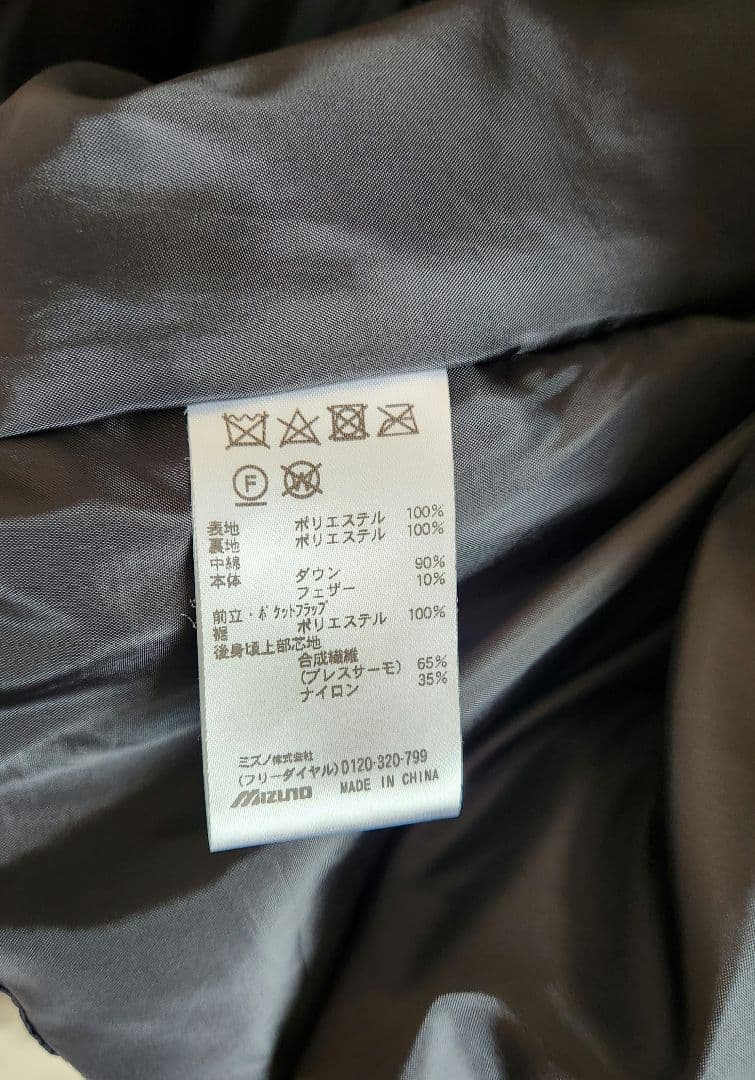 F W
表地 ポリエステル 100%
裏地 ポリエステル 100%
中綿
本体 ダウン 90%
フェザー 10%
前立・ポケットフラップ
裾 ポリエステル 100%
後身頃上部芯地
合成繊維
(ブレスサーモ) 65%
ナイロン 35%
ミズノ株式会社
(フリーダイヤル)0120-320-799
MIZUNO MADE IN CHINA